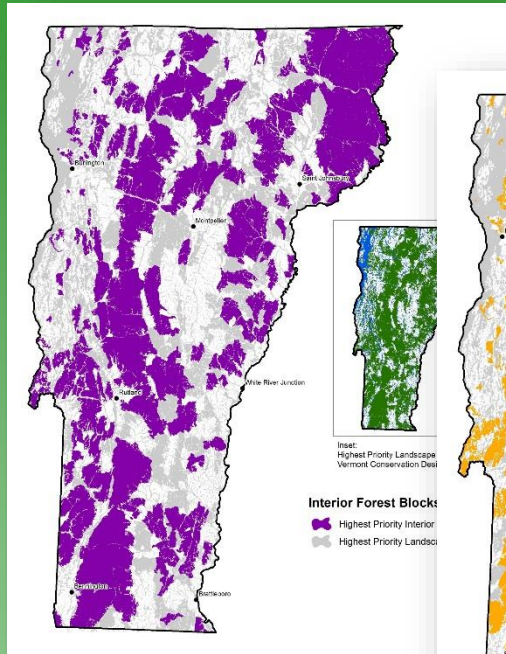 Burlington
Saint Johnsbury
Montpelier
White River Junction
Rutland
Bennington
Brattleboro
Inset:
Highest Priority Landscape
Vermont Conservation Desi
Interior Forest Blocks
Highest Priority Interior
Highest Priority Landsca